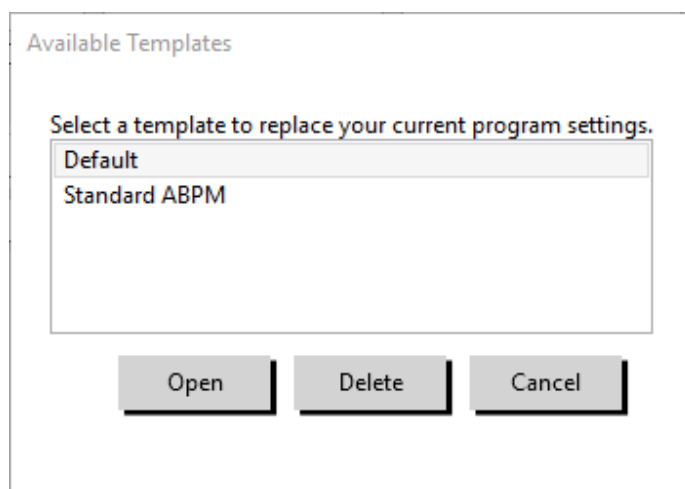 Available Templates
Select a template to replace your current program settings.
Default
Standard ABPM
Open Delete Cancel